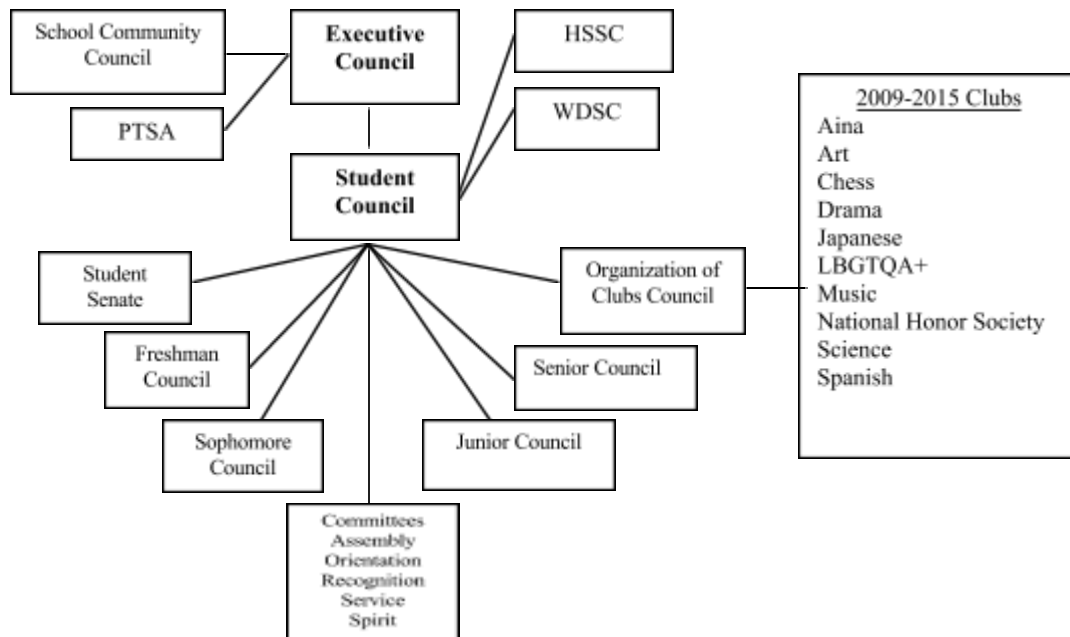 School Community
Council
Executive
Council
HSSC
PTSA
WDSC
Student
Council
2009-2015 Clubs
Aina
Art
Chess
Drama
Japanese
LBGTQA+
Music
National Honor Society
Science
Spanish
Student
Senate
Organization of
Clubs Council
Freshman
Council
Senior Council
Sophomore
Council
Junior Council
Committees
Assembly
Orientation
Recognition
Service
Spirit